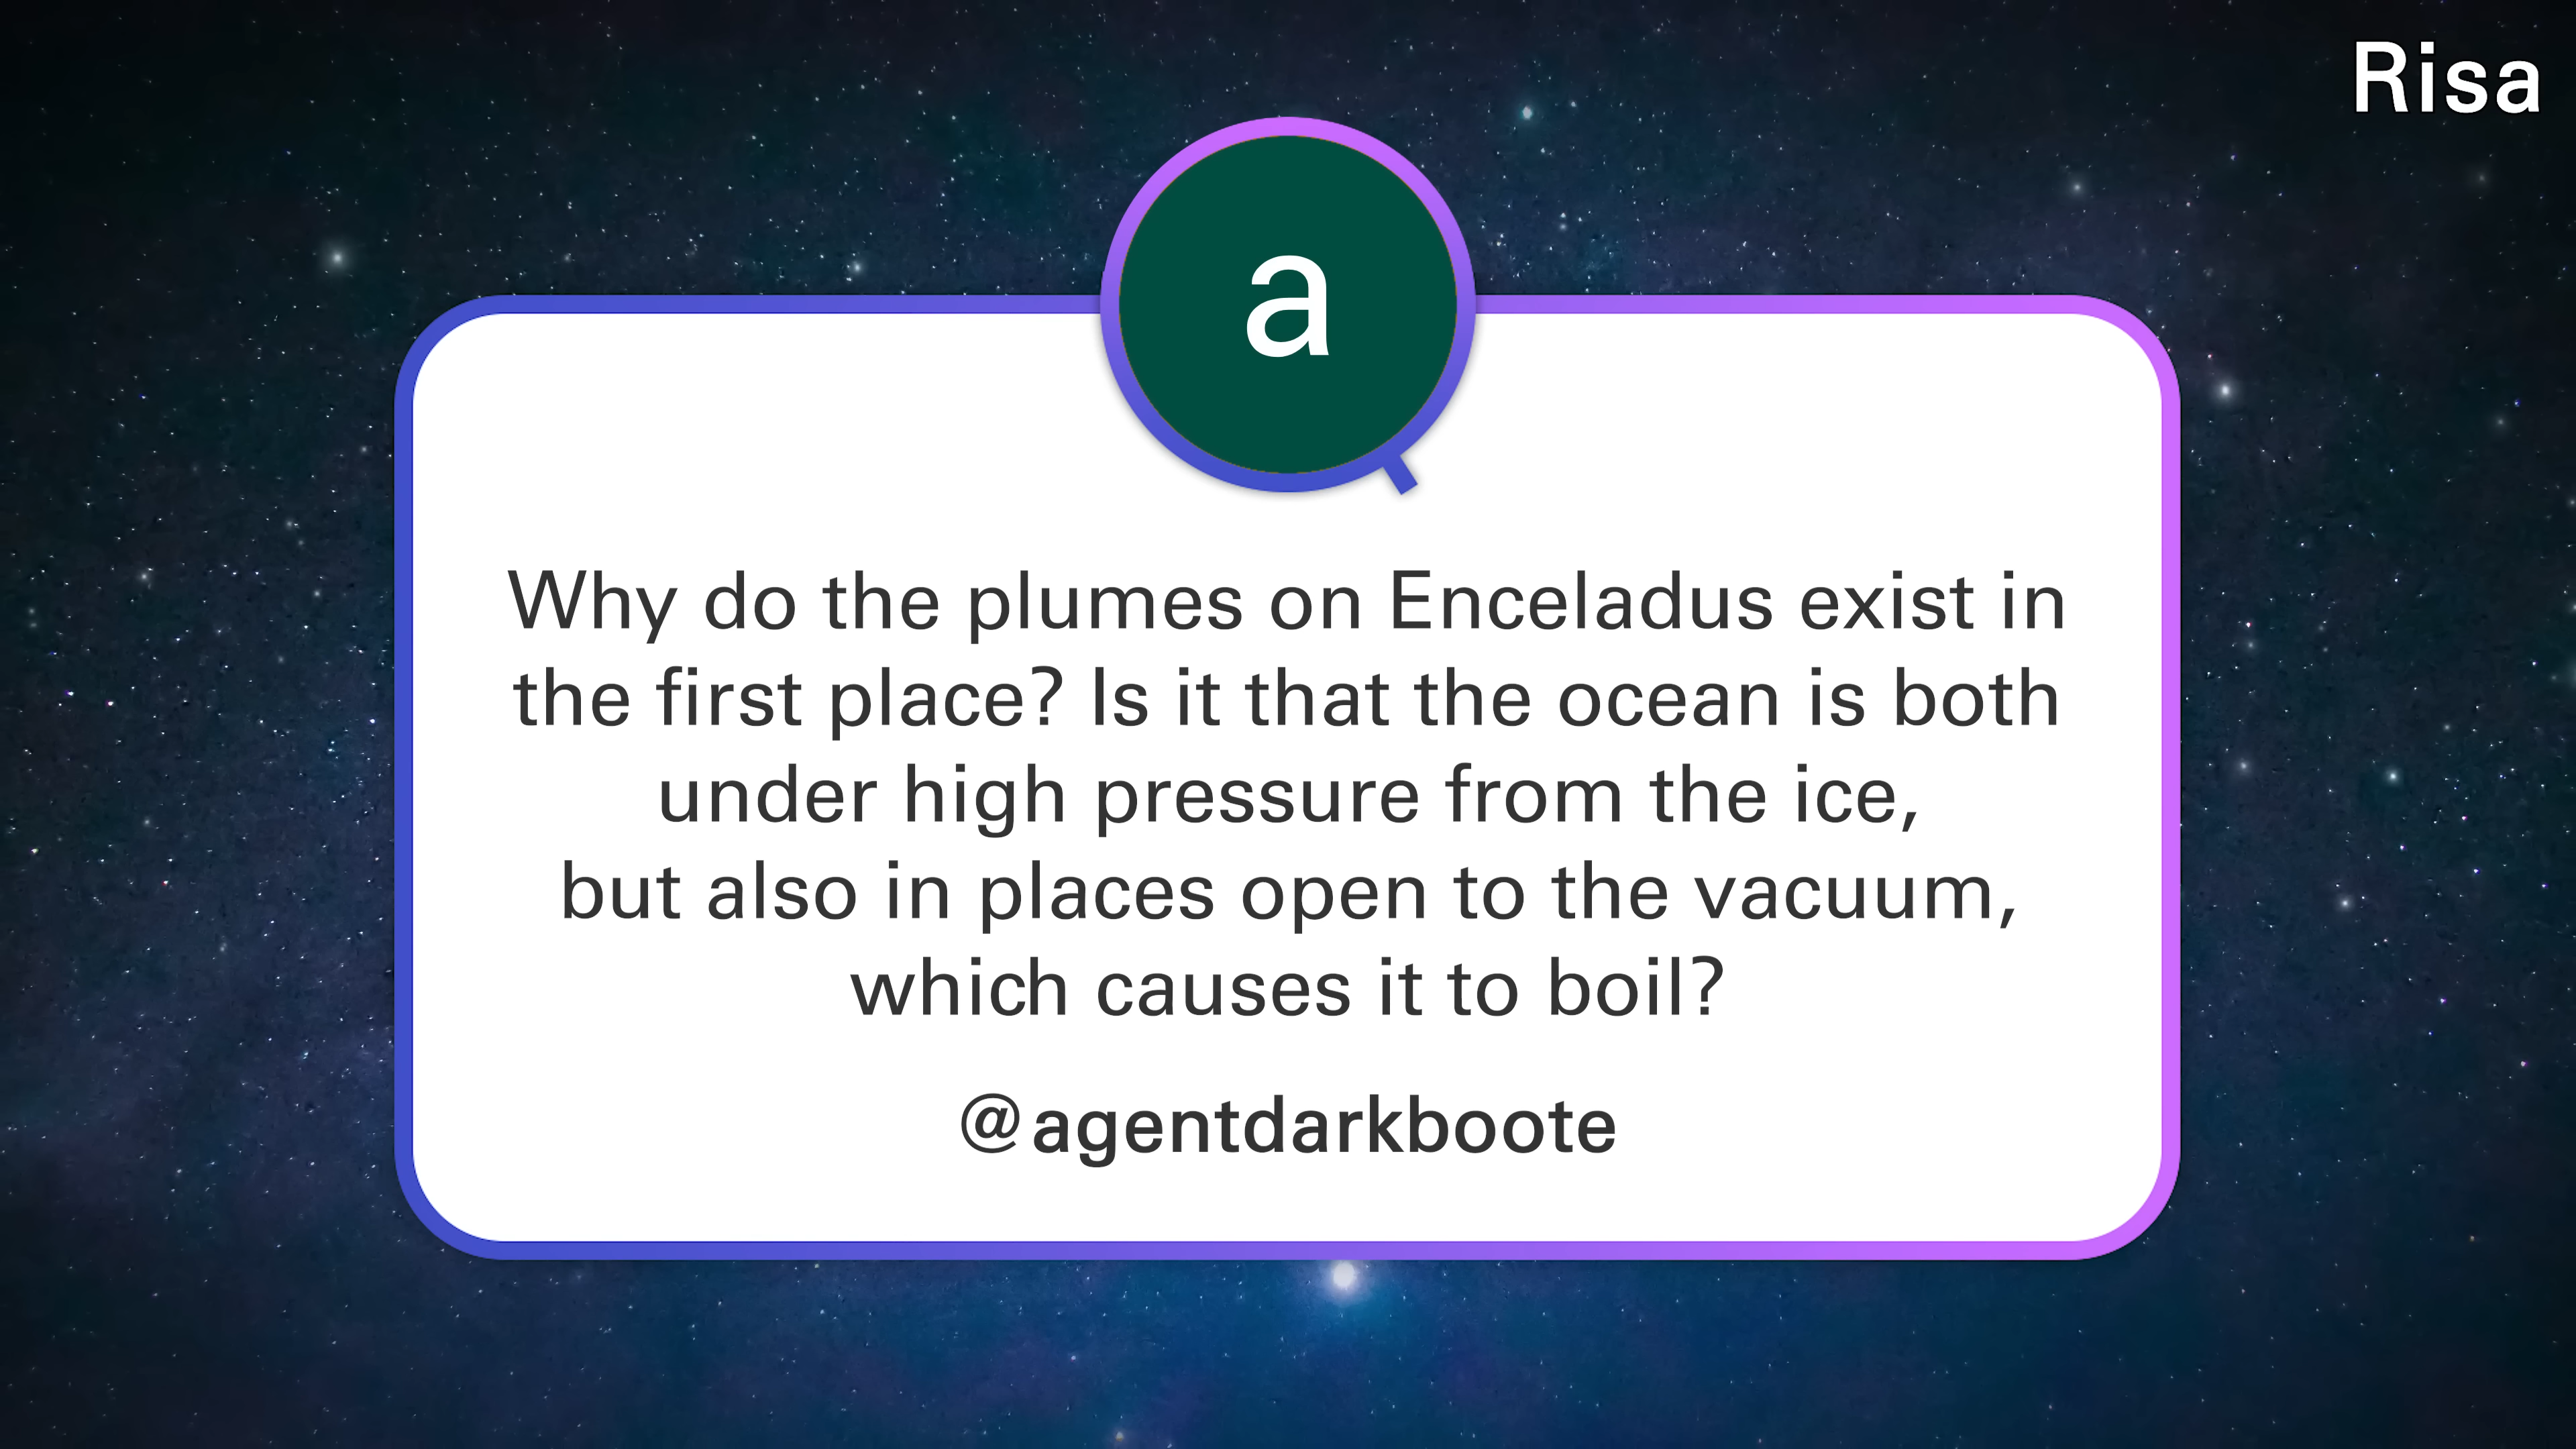 Risa
a
Why do the plumes on Enceladus exist in
the first place? Is it that the ocean is both
under high pressure from the ice,
but also in places open to the vacuum,
which causes it to boil?
@agentdarkboote